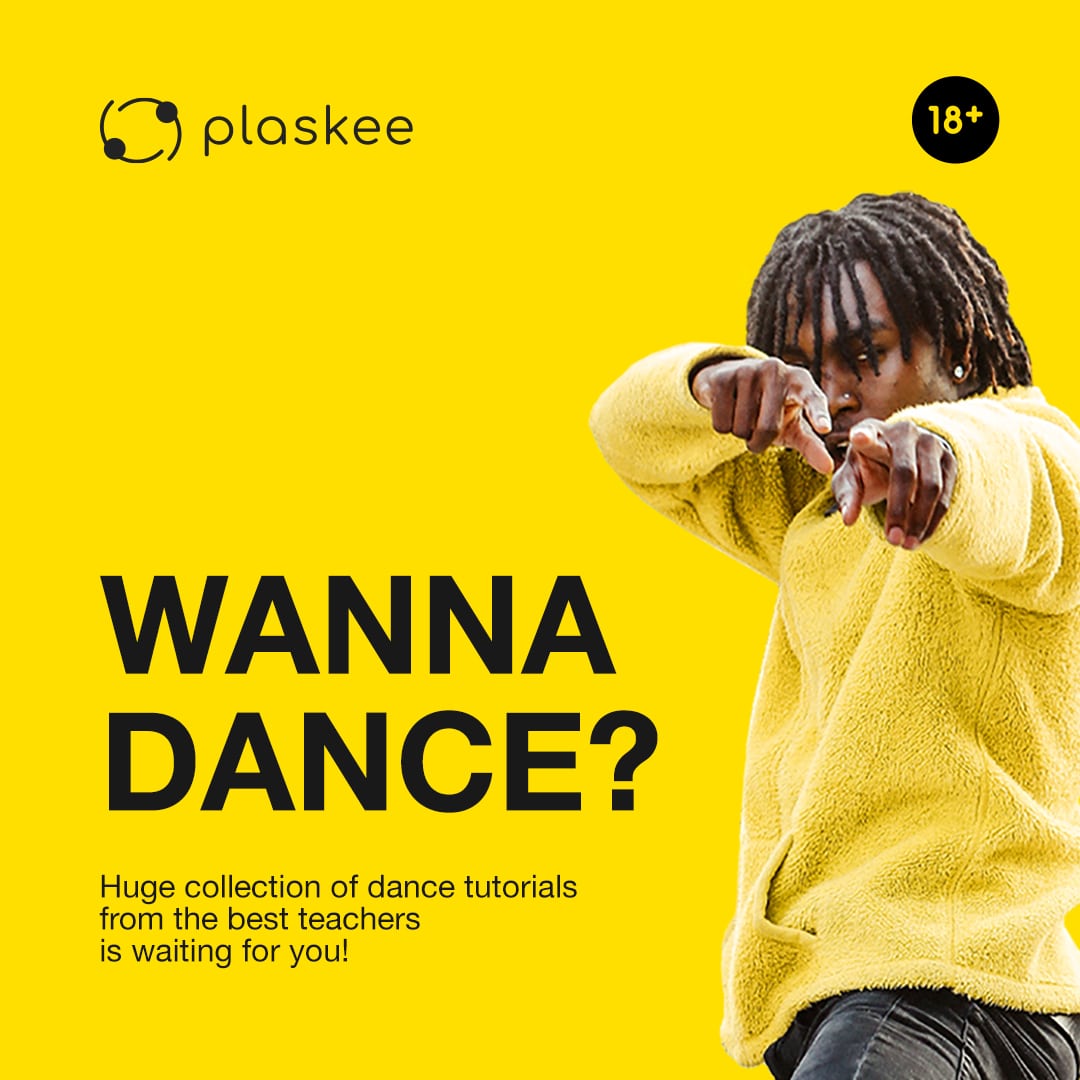 plaskee
18+
WANNA
DANCE?
Huge collection of dance tutorials
from the best teachers
is waiting for you!